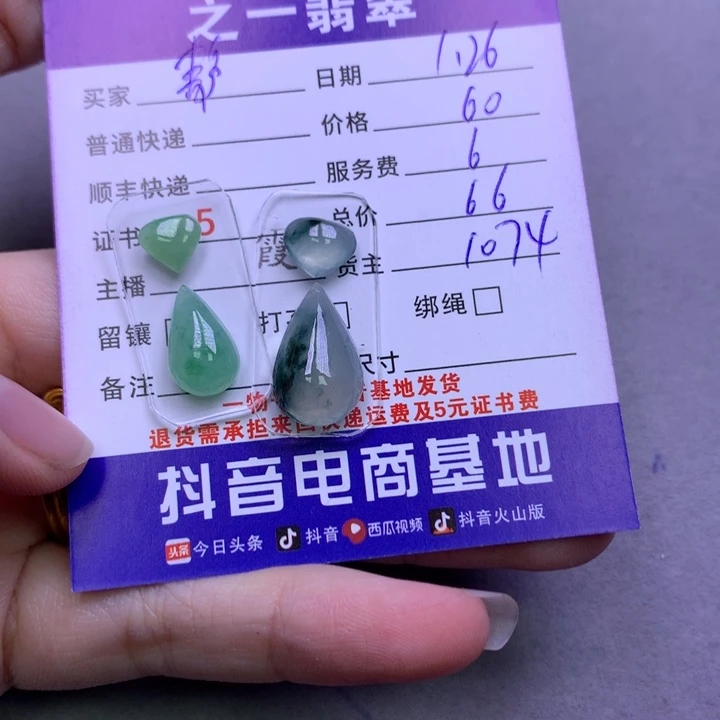 之一翡翠
买家 静 日期 1.26
普通快递 价格 60
顺丰快递 服务费 6
证书 5 总价 66
主播 霞 货主 1074
留镶 打 绑绳
备注 尺寸
一物 基地发货
退货需承担来回快递运费及5元证书费
抖音电商基地
头条 今日头条 抖音 西瓜视频 抖音火山版